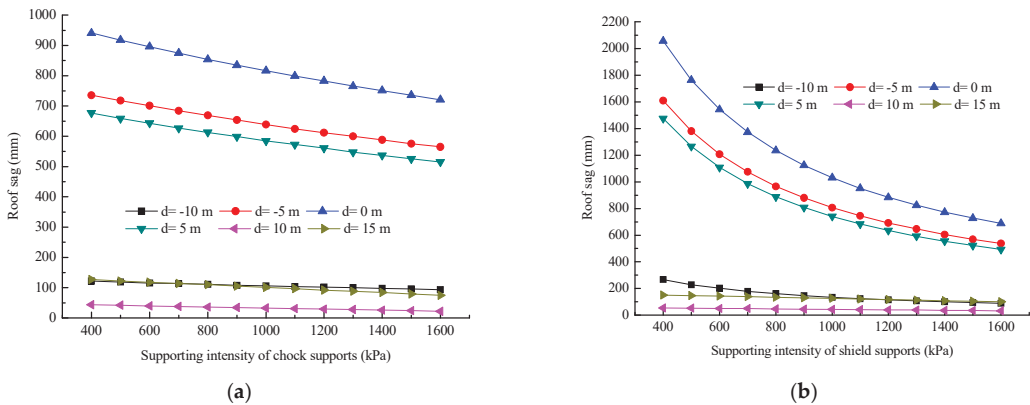 1000
900
800
700
600
500
400
300
200
100
0
Roof sag (mm)
d= -10 m d= -5 m d= 0 m
d= 5 m d= 10 m d= 15 m
400 600 800 1000 1200 1400 1600
Supporting intensity of chock supports (kPa)
(a)
2200
2000
1800
1600
1400
1200
1000
800
600
400
200
0
Roof sag (mm)
d= -10 m d= -5 m d= 0 m
d= 5 m d= 10 m d= 15 m
400 600 800 1000 1200 1400 1600
Supporting intensity of shield supports (kPa)
(b)